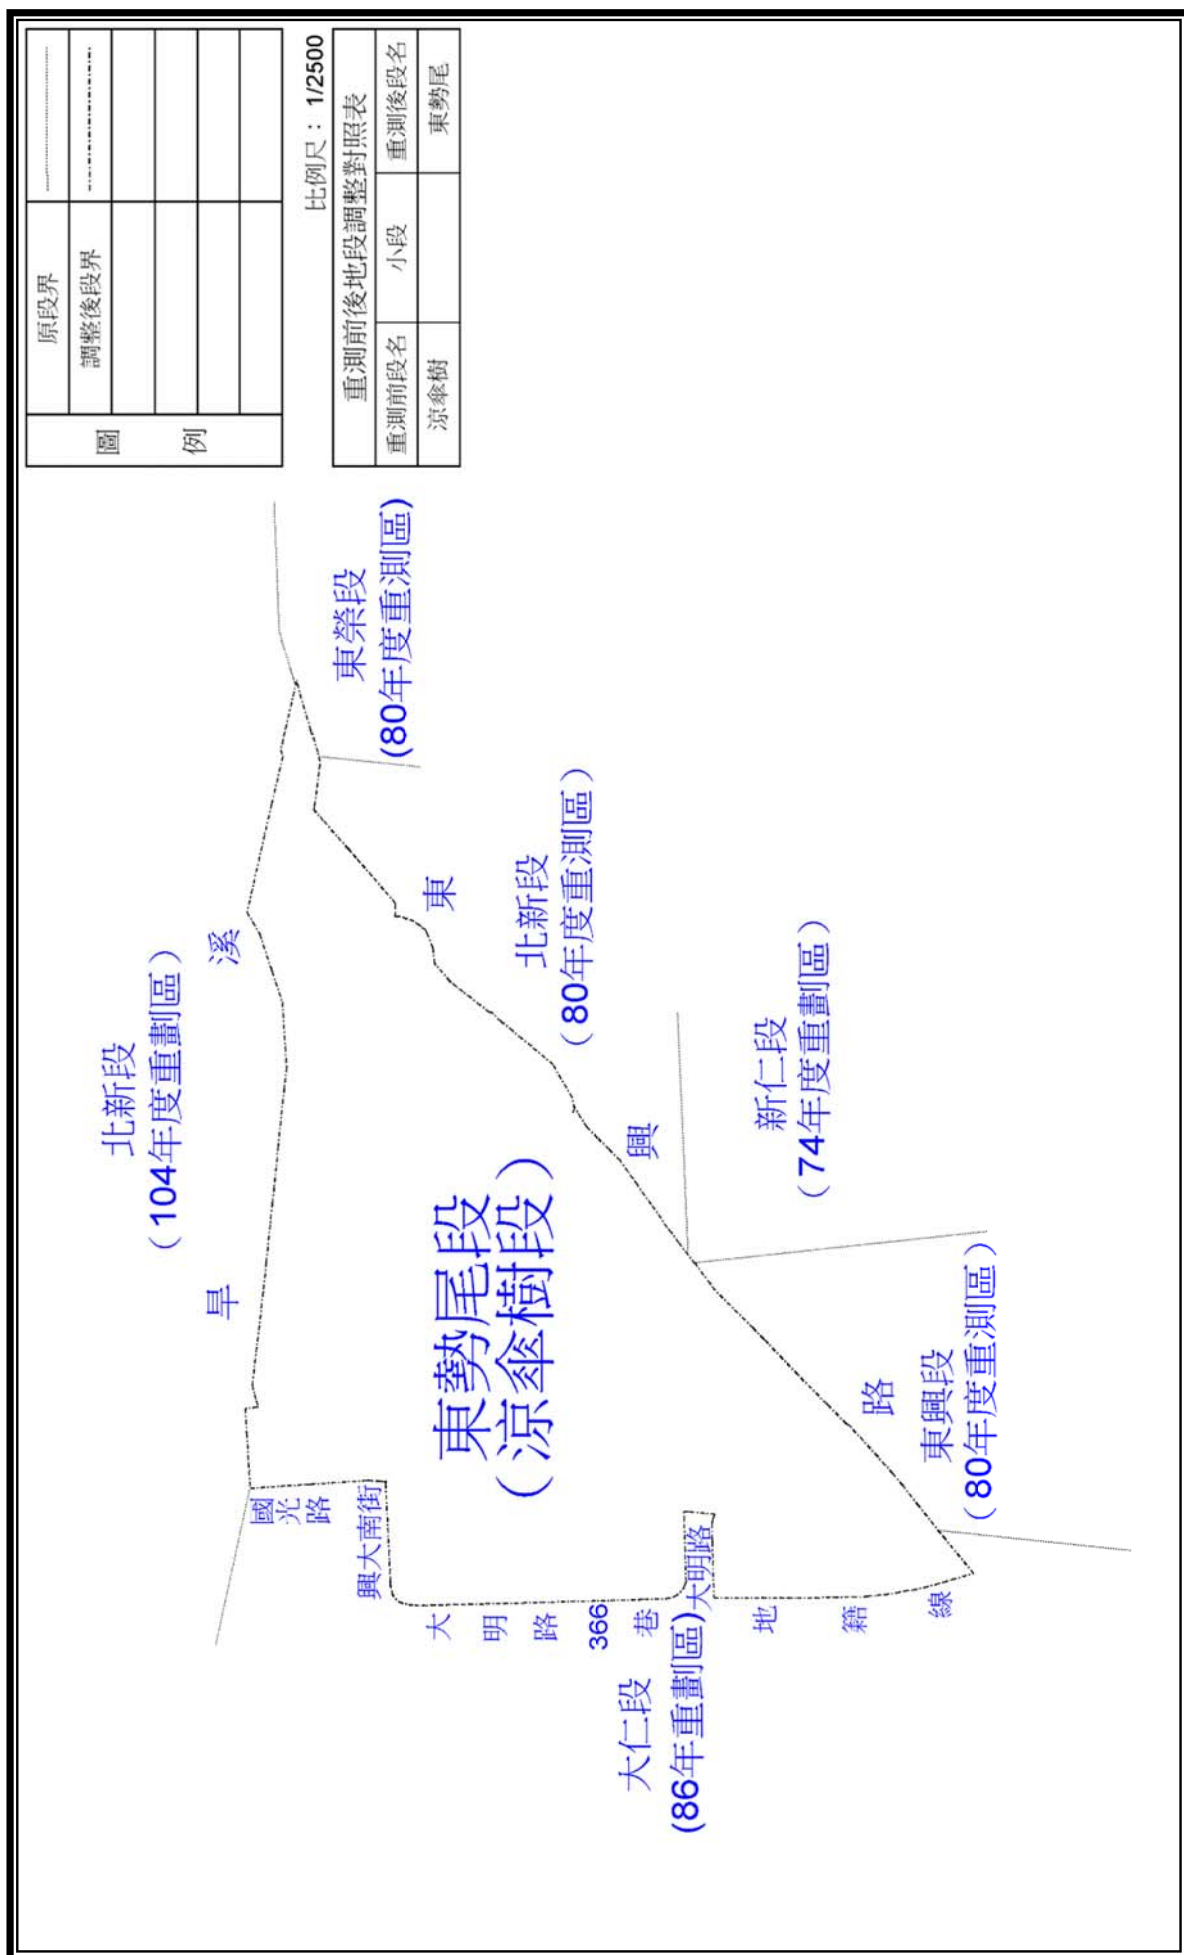 圖例
原段界
調整後段界
比例尺：1/2500
重測前後地段調整對照表
重測前段名 小段 重測後段名
涼傘樹 東勢尾
北新段
（104年度重劃區）
旱 溪
東榮段
(80年度重測區)
國光路
興大南街
東勢尾段
（涼傘樹段）
東 興 路
北新段
（80年度重測區）
大明路366巷
大明路
地籍線
新仁段
（74年度重劃區）
大仁段
(86年重劃區)
東興段
（80年度重測區）